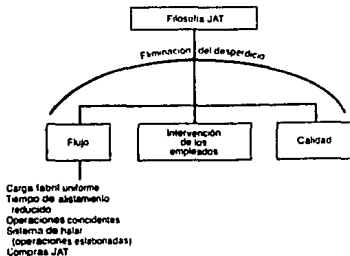 Filosofía JAT
Eliminación del desperdicio
Flujo
Intervención
de los
empleados
Calidad
Carga fabril uniforme
Tiempo de alistamiento
reducido
Operaciones coincidentes
Sistema de halar
(operaciones eslabonadas)
Compras JAT